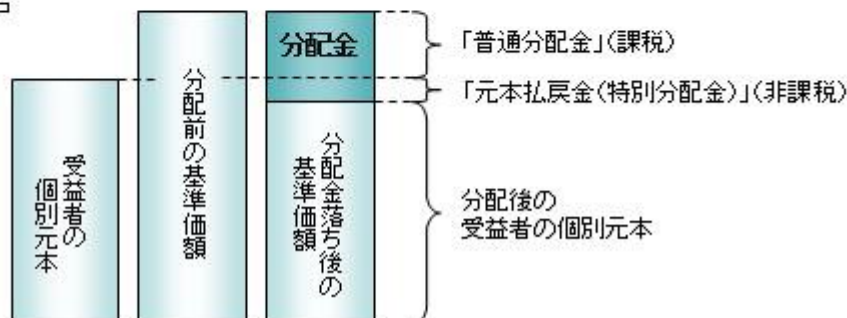 分配金
「普通分配金」(課税)
「元本払戻金(特別分配金)」(非課税)
受益者の
個別元本
分配前の基準価額
分配金落ち後の
基準価額
分配後の
受益者の個別元本